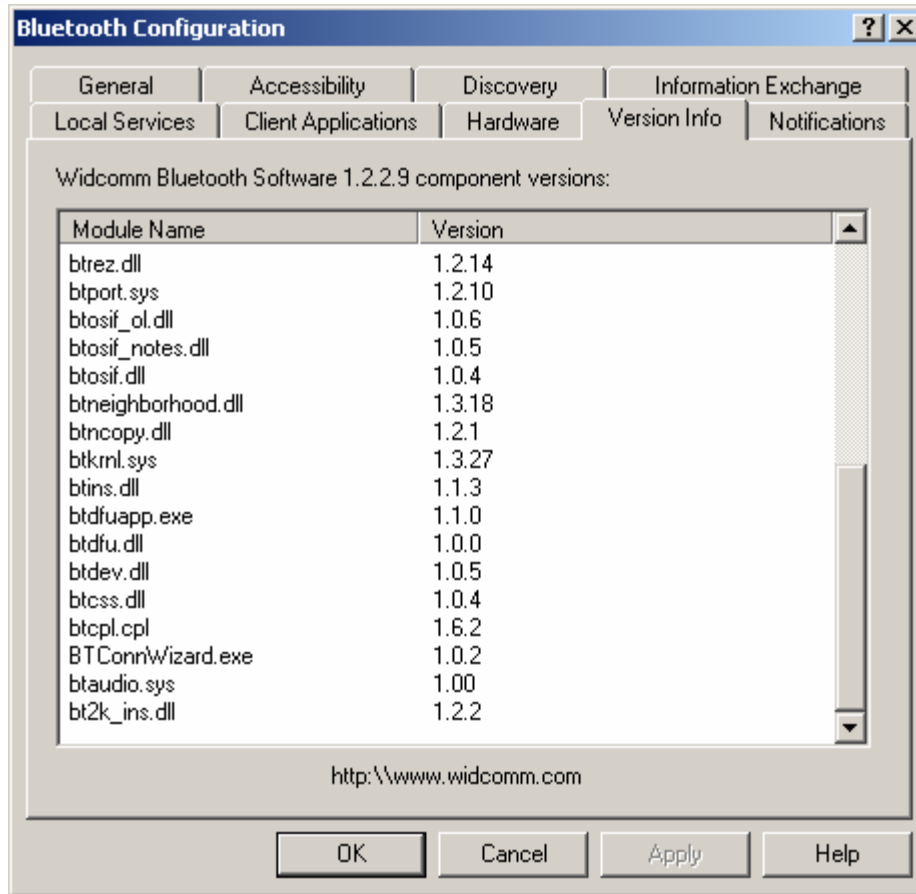 Bluetooth Configuration
General Accessibility Discovery Information Exchange
Local Services Client Applications Hardware Version Info Notifications
Widcomm Bluetooth Software 1.2.2.9 component versions:
Module Name Version
btrez.dll 1.2.14
btport.sys 1.2.10
btosif_ol.dll 1.0.6
btosif_notes.dll 1.0.5
btosif.dll 1.0.4
btneighborhood.dll 1.3.18
btncopy.dll 1.2.1
btkrnl.sys 1.3.27
btins.dll 1.1.3
btdfuapp.exe 1.1.0
btdfu.dll 1.0.0
btdev.dll 1.0.5
btcss.dll 1.0.4
btcpl.cpl 1.6.2
BTConnWizard.exe 1.0.2
btaudio.sys 1.00
bt2k_ins.dll 1.2.2
http:\\www.widcomm.com
OK Cancel Apply Help